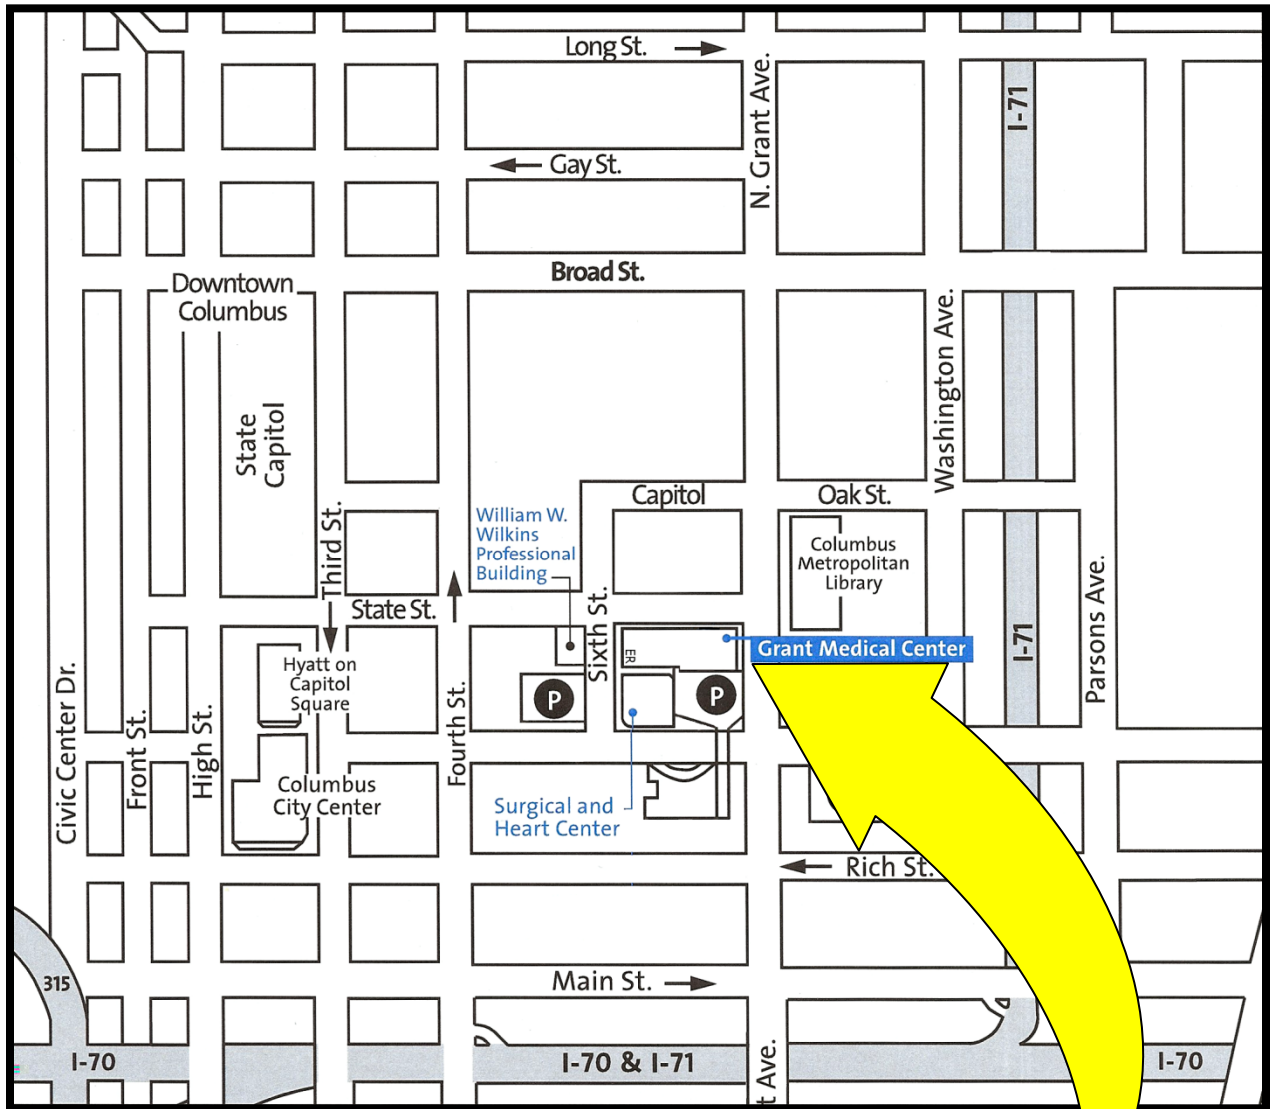 Long St.
N. Grant Ave.
I-71
Gay St.
Broad St.
Downtown
Columbus
State
Capitol
Washington Ave.
Capitol
Oak St.
William W.
Wilkins
Professional
Building
Third St.
Columbus
Metropolitan
Library
State St.
Sixth St.
Parsons Ave.
I-71
ER
Grant Medical Center
Hyatt on
Capitol
Square
P
P
Civic Center Dr.
Front St.
High St.
Fourth St.
Columbus
City Center
Surgical and
Heart Center
Rich St.
315
Main St.
I-70
I-70 & I-71
t Ave.
I-70